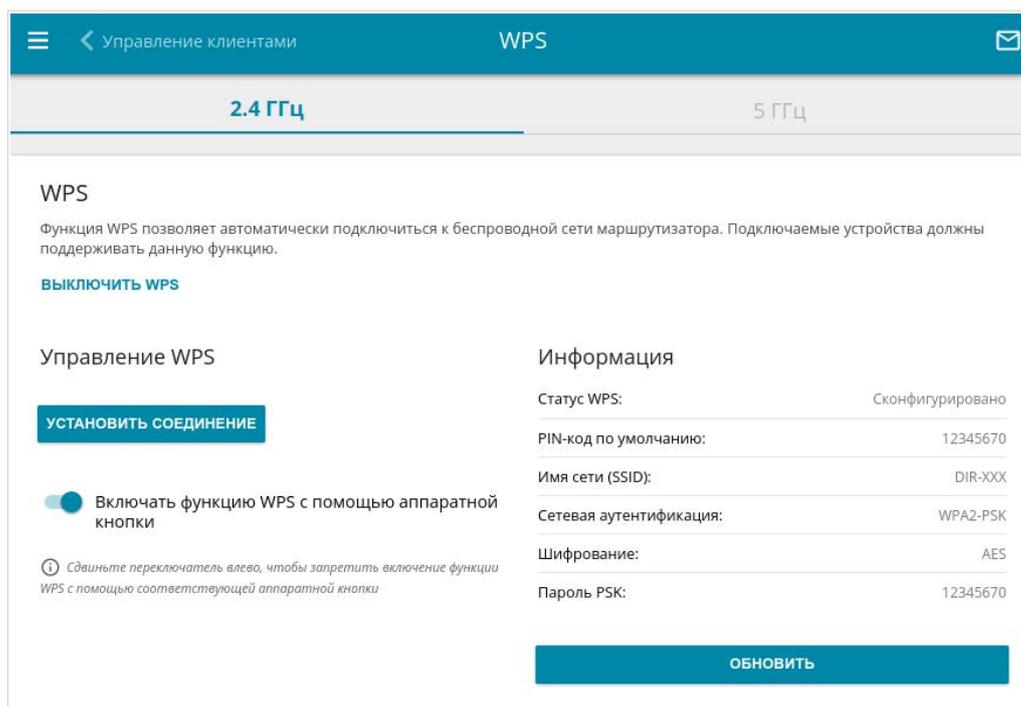 Управление клиентами
WPS
2.4 ГГц
5 ГГц
WPS
Функция WPS позволяет автоматически подключиться к беспроводной сети маршрутизатора. Подключаемые устройства должны
поддерживать данную функцию.
ВЫКЛЮЧИТЬ WPS
Управление WPS
УСТАНОВИТЬ СОЕДИНЕНИЕ
Включать функцию WPS с помощью аппаратной
кнопки
Сдвиньте переключатель влево, чтобы запретить включение функции
WPS с помощью соответствующей аппаратной кнопки
Информация
Статус WPS: Сконфигурировано
PIN-код по умолчанию: 12345670
Имя сети (SSID): DIR-XXX
Сетевая аутентификация: WPA2-PSK
Шифрование: AES
Пароль PSK: 12345670
ОБНОВИТЬ